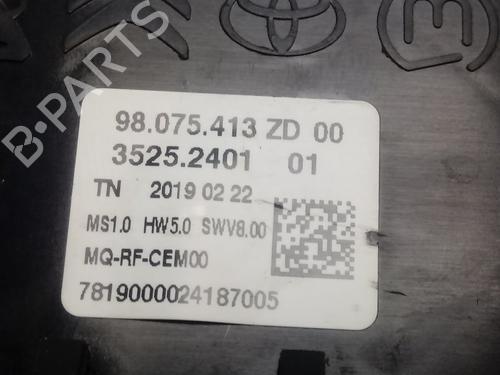 B-PARTS
98.075.413 ZD 00
3525.2401 01
TN 2019 02 22
MS1.0 HW5.0 SWV8.00
MQ-RF-CEM00
7819000024187005